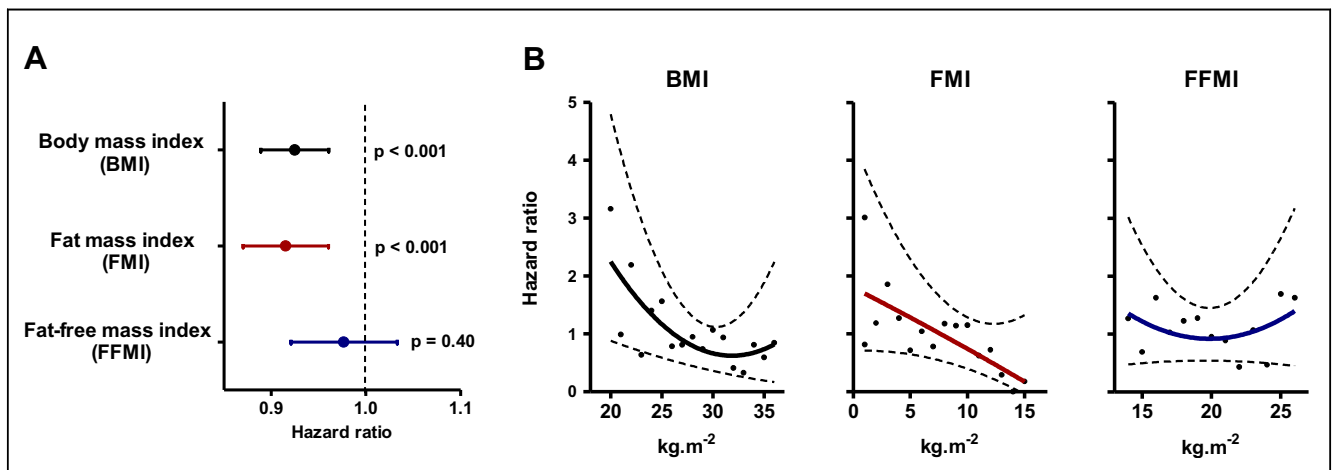 A
Body mass index
(BMI)
p < 0.001
Fat mass index
(FMI)
p < 0.001
Fat-free mass index
(FFMI)
p = 0.40
0.9 1.0 1.1
Hazard ratio
B
BMI FMI FFMI
Hazard ratio
5
4
3
2
1
0
20 25 30 35
kg.m-2
0 5 10 15
kg.m-2
15 20 25
kg.m-2